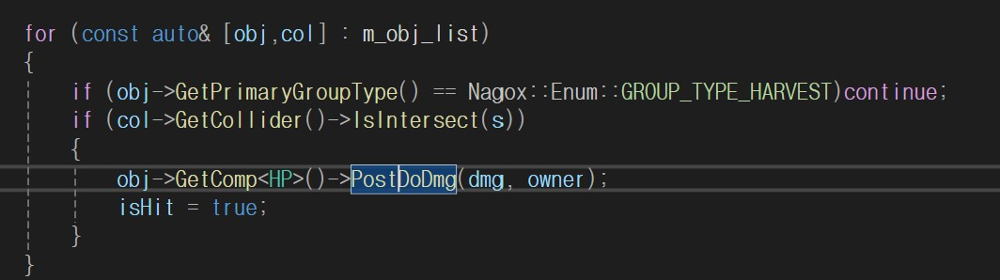 for (const auto& [obj,col] : m_obj_list)
{
if (obj->GetPrimaryGroupType() == Nagox::Enum::GROUP_TYPE_HARVEST)continue;
if (col->GetCollider()->IsIntersect(s))
{
obj->GetComp<HP>()->PostDoDmg(dmg, owner);
isHit = true;
}
}